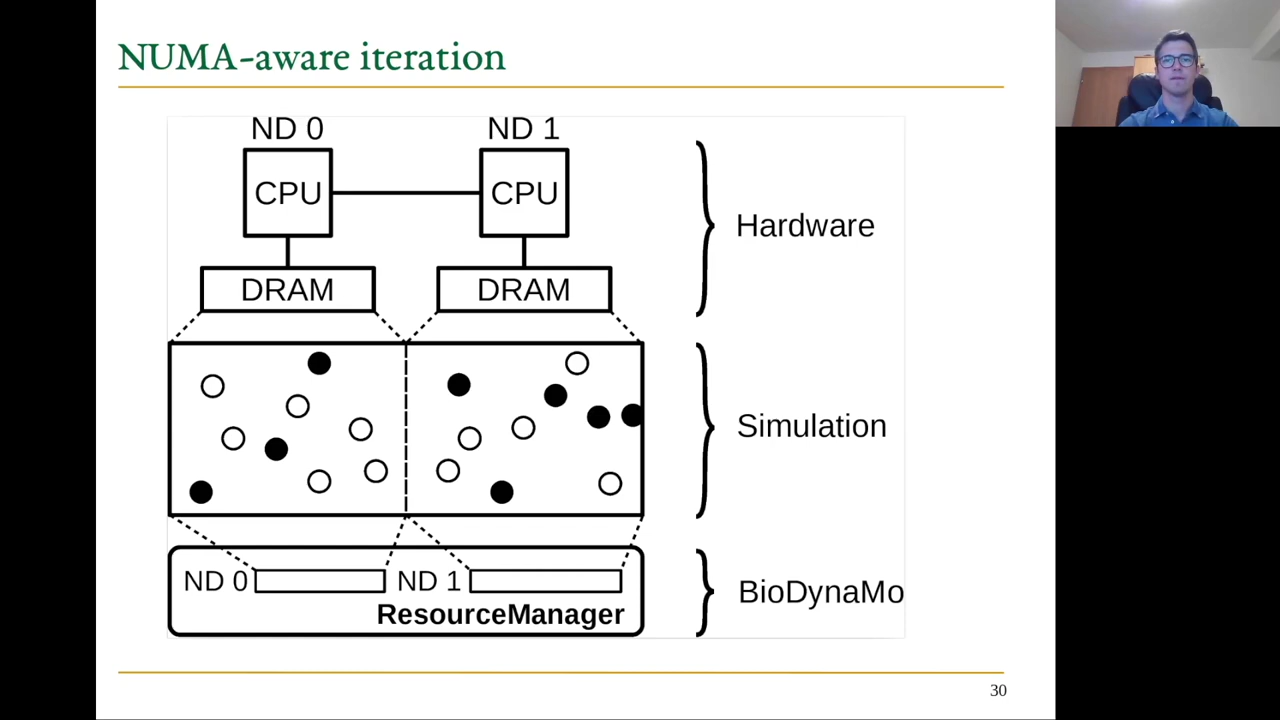 NUMA-aware iteration
ND 0
ND 1
CPU
CPU
Hardware
DRAM
DRAM
Simulation
ND 0
ND 1
BioDynaMo
ResourceManager
30